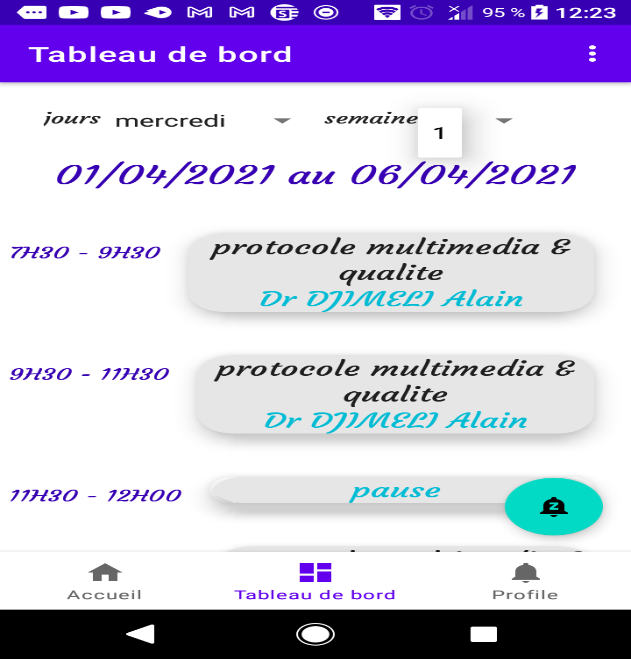 95 % 12:23
Tableau de bord
jours mercredi semaine 1
01/04/2021 au 06/04/2021
7H30 - 9H30
protocole multimedia &
qualite
Dr DJIMELI Alain
9H30 - 11H30
protocole multimedia &
qualite
Dr DJIMELI Alain
11H30 - 12H00
pause
Accueil
Tableau de bord
Profile